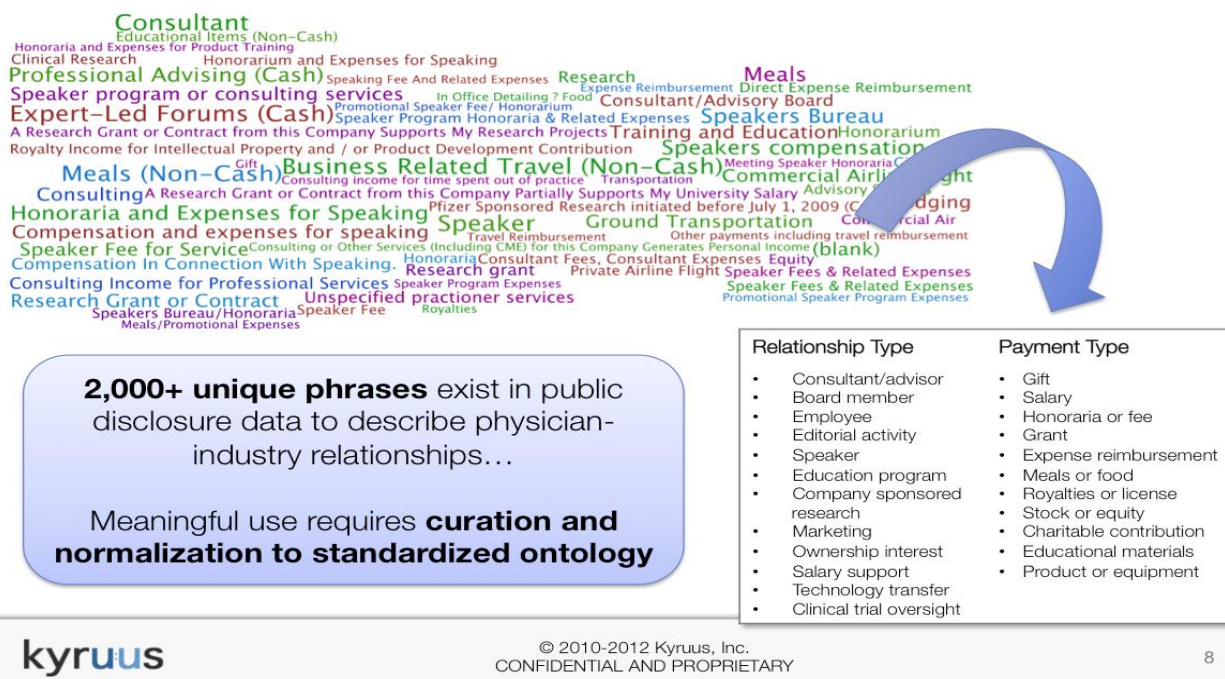 Consultant
Educational Items (Non-Cash)
Honoraria and Expenses for Product Training
Clinical Research Honorarium and Expenses for Speaking
Professional Advising (Cash) Speaking Fee And Related Expenses Research Meals
Speaker program or consulting services In Office Detailing ? Food Expense Reimbursement Direct Expense Reimbursement
Consultant/Advisory Board
Expert-Led Forums (Cash) Promotional Speaker Fee/ Honorarium
Speaker Program Honoraria & Related Expenses Speakers Bureau
A Research Grant or Contract from this Company Supports My Research Projects Training and Education Honorarium
Royalty Income for Intellectual Property and / or Product Development Contribution Speakers compensation
Meals (Non-Cash) Gift Business Related Travel (Non-Cash) Meeting Speaker Honoraria
Consulting income for time spent out of practice Transportation Commercial
Consulting A Research Grant or Contract from this Company Partially Supports My University Salary Advisory
Honoraria and Expenses for Speaking Pfizer Sponsored Research initiated before July 1, 2009
Speaker Ground Transportation Air
Compensation and expenses for speaking Travel Reimbursement Other payments including travel reimbursement
Speaker Fee for Service Consulting or Other Services (Including CME) for this Company Generates Personal Income (blank)
Compensation In Connection With Speaking. Honoraria Consultant Fees, Consultant Expenses Equity
Research grant Private Airline Flight Speaker Fees & Related Expenses
Consulting Income for Professional Services Speaker Program Expenses Speaker Fees & Related Expenses
Research Grant or Contract Unspecified practioner services Promotional Speaker Program Expenses
Speakers Bureau/Honoraria Speaker Fee Royalties
Meals/Promotional Expenses
2,000+ unique phrases exist in public
disclosure data to describe physician-
industry relationships…
Meaningful use requires curation and
normalization to standardized ontology
Relationship Type
• Consultant/advisor
• Board member
• Employee
• Editorial activity
• Speaker
• Education program
• Company sponsored
research
• Marketing
• Ownership interest
• Salary support
• Technology transfer
• Clinical trial oversight
Payment Type
• Gift
• Salary
• Honoraria or fee
• Grant
• Expense reimbursement
• Meals or food
• Royalties or license
• Stock or equity
• Charitable contribution
• Educational materials
• Product or equipment
kyruus
© 2010-2012 Kyruus, Inc.
CONFIDENTIAL AND PROPRIETARY
8